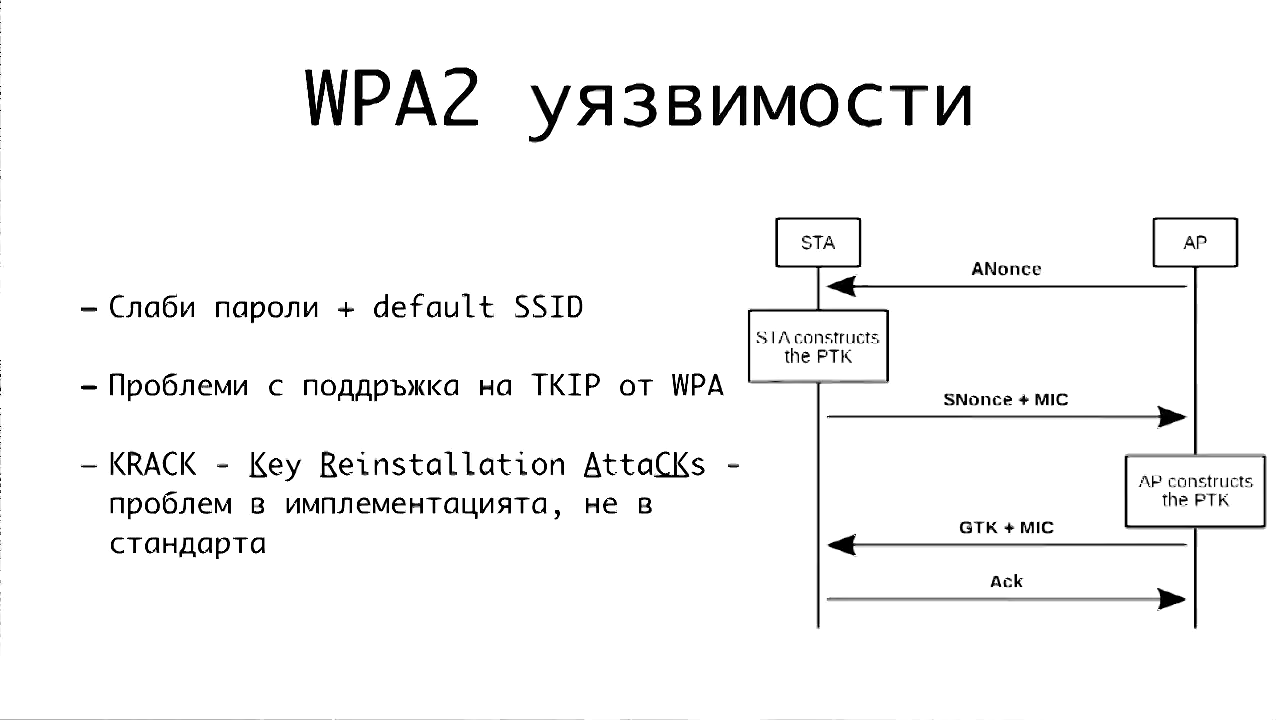 WPA2 уязвимости
– Слаби пароли + default SSID
– Проблеми с поддръжка на TKIP от WPA
– KRACK - Key Reinstallation AttaCKs -
проблем в имплементацията, не в
стандарта
STA
AP
ANonce
STA constructs
the PTK
SNonce + MIC
AP constructs
the PTK
GTK + MIC
Ack